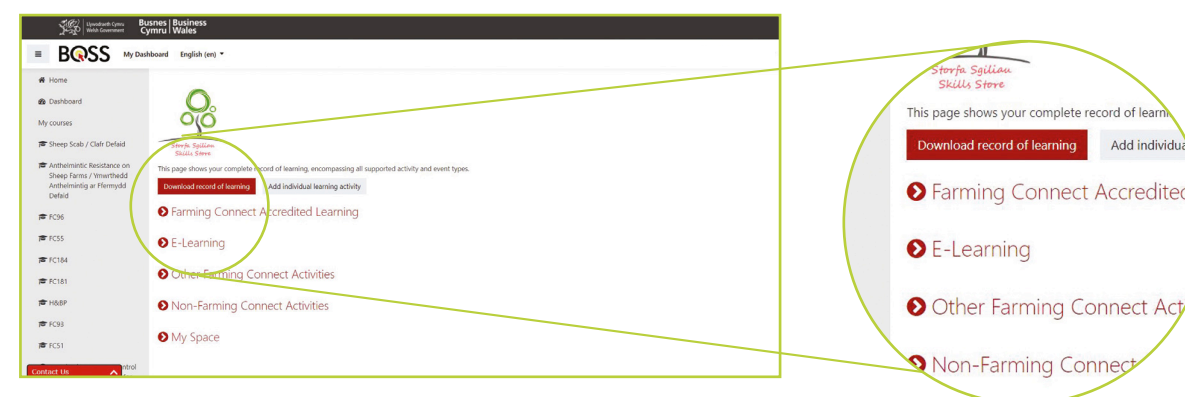 Llywodraeth Cymru
Welsh Government
Busnes | Business
Cymru | Wales
BOSS My Dashboard English (en)
Home
Dashboard
My courses
Sheep Scab / Clafr Defaid
Anthelmintic Resistance on
Sheep Farms / Ymwrthedd
Anthelmintig ar Ffermydd
Defaid
FC96
FC55
FC184
FC181
H&BP
FC93
FC51
Contact Us
Storfa Sgiliau
Skills Store
This page shows your complete record of learning, encompassing all supported activity and event types.
Download record of learning Add individual learning activity
Farming Connect Accredited Learning
E-Learning
Other Farming Connect Activities
Non-Farming Connect Activities
My Space
Storfa Sgiliau
Skills Store
This page shows your complete record of learn
Download record of learning Add individua
Farming Connect Accredited
E-Learning
Other Farming Connect Act
Non-Farming Connect